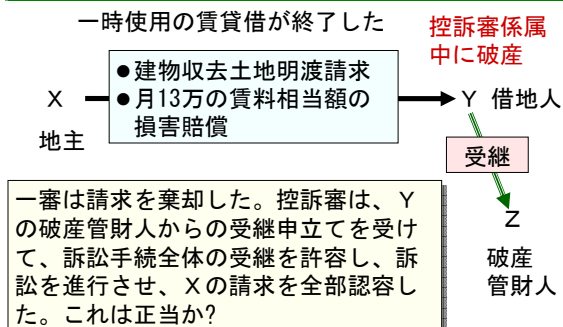 一時使用の賃貸借が終了した
控訴審係属
中に破産
●建物収去土地明渡請求
●月13万の賃料相当額の
損害賠償
X
地主
Y 借地人
受継
Z
破産
管財人
一審は請求を棄却した。控訴審は、Y
の破産管財人からの受継申立てを受け
て、訴訟手続全体の受継を許容し、訴
訟を進行させ、Xの請求を全部認容し
た。これは正当か?